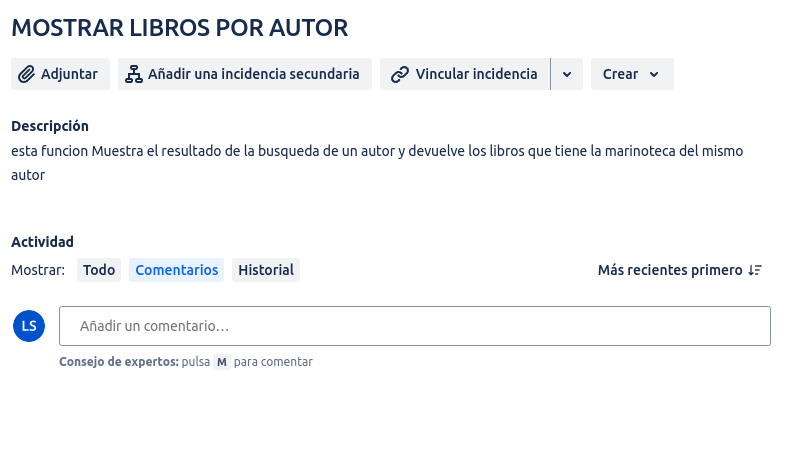 MOSTRAR LIBROS POR AUTOR
Adjuntar Añadir una incidencia secundaria Vincular incidencia Crear
Descripción
esta funcion Muestra el resultado de la busqueda de un autor y devuelve los libros que tiene la marinoteca del mismo
autor
Actividad
Mostrar: Todo Comentarios Historial Más recientes primero
LS Añadir un comentario...
Consejo de expertos: pulsa M para comentar